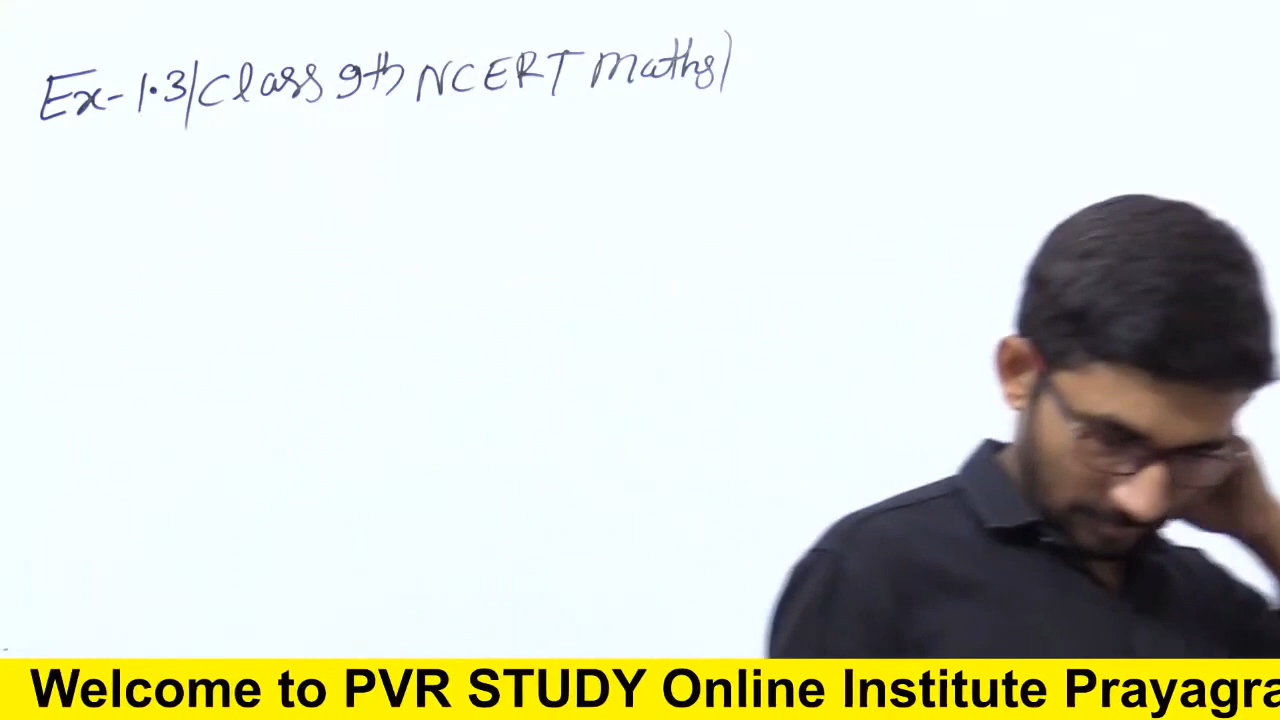 Ex-1.3/Class 9th NCERT Maths)
Welcome to PVR STUDY Online Institute Prayagra